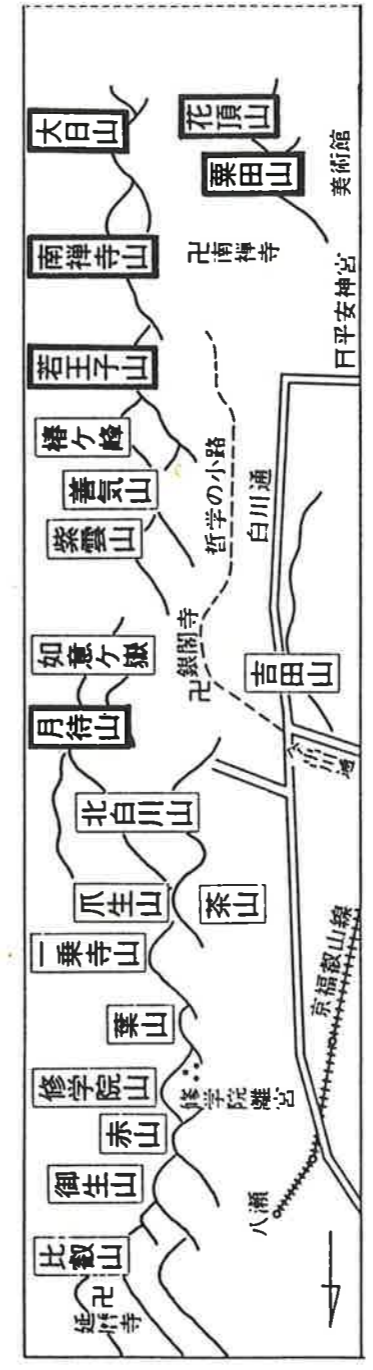 比叡山
卍
延暦寺
御生山
赤山
修学院山
修学院離宮
葉山
一乗寺山
瓜生山
茶山
北白川山
月待山
如意ケ嶽
紫雲山
善気山
椿ケ峰
若王子山
南禅寺山
大日山
花頂山
粟田山
卍南禅寺
美術館
平安神宮
哲学の小路
白川通
卍銀閣寺
吉田山
今出川通
京福叡山線
八瀬